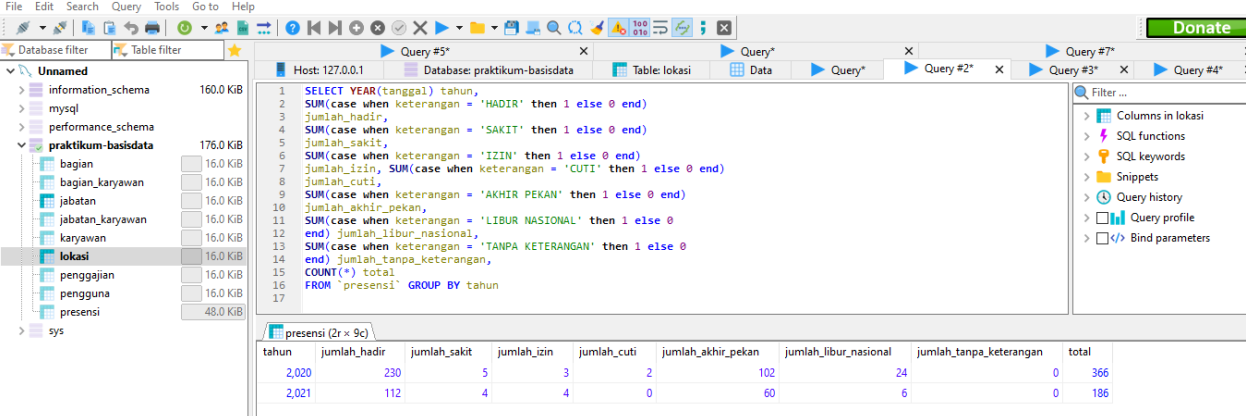 File Edit Search Query Tools Go to Help
Donate
Database filter Table filter
Query #5* Query* Query #7*
Host: 127.0.0.1 Database: praktikum-basisdata Table: lokasi Data Query* Query #2* Query #3* Query #4*
Unnamed
information_schema 160.0 KiB
mysql
performance_schema
praktikum-basisdata 176.0 KiB
bagian 16.0 KiB
bagian_karyawan 16.0 KiB
jabatan 16.0 KiB
jabatan_karyawan 16.0 KiB
karyawan 16.0 KiB
lokasi 16.0 KiB
penggajian 16.0 KiB
pengguna 16.0 KiB
presensi 48.0 KiB
sys
1 SELECT YEAR(tanggal) tahun,
2 SUM(case when keterangan = 'HADIR' then 1 else 0 end)
3 jumlah_hadir,
4 SUM(case when keterangan = 'SAKIT' then 1 else 0 end)
5 jumlah_sakit,
6 SUM(case when keterangan = 'IZIN' then 1 else 0 end)
7 jumlah_izin, SUM(case when keterangan = 'CUTI' then 1 else 0 end)
8 jumlah_cuti,
9 SUM(case when keterangan = 'AKHIR PEKAN' then 1 else 0 end)
10 jumlah_akhir_pekan,
11 SUM(case when keterangan = 'LIBUR NASIONAL' then 1 else 0
12 end) jumlah_libur_nasional,
13 SUM(case when keterangan = 'TANPA KETERANGAN' then 1 else 0
14 end) jumlah_tanpa_keterangan,
15 COUNT(*) total
16 FROM `presensi` GROUP BY tahun
17
Filter ...
Columns in lokasi
SQL functions
SQL keywords
Snippets
Query history
Query profile
Bind parameters
presensi (2r × 9c)
tahun jumlah_hadir jumlah_sakit jumlah_izin jumlah_cuti jumlah_akhir_pekan jumlah_libur_nasional jumlah_tanpa_keterangan total
2,020 230 5 3 2 102 24 0 366
2,021 112 4 4 0 60 6 0 186